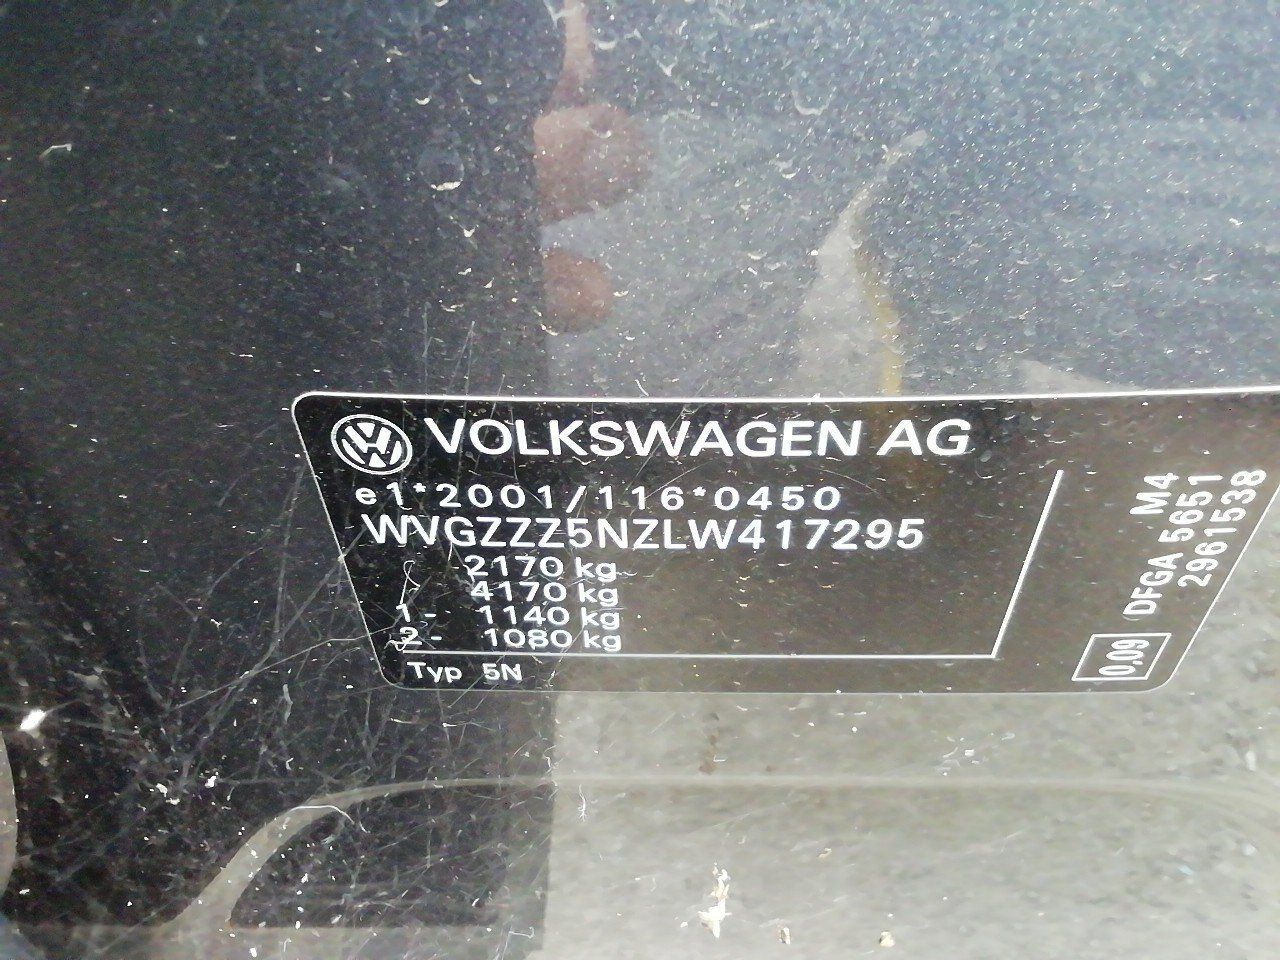 VOLKSWAGEN AG
e1*2001/116*0450
WVGZZZ5NZLW417295
2170 kg
4170 kg
1- 1140 kg
2- 1080 kg
Typ 5N
M4
DFGA 5651
2961538
0,09